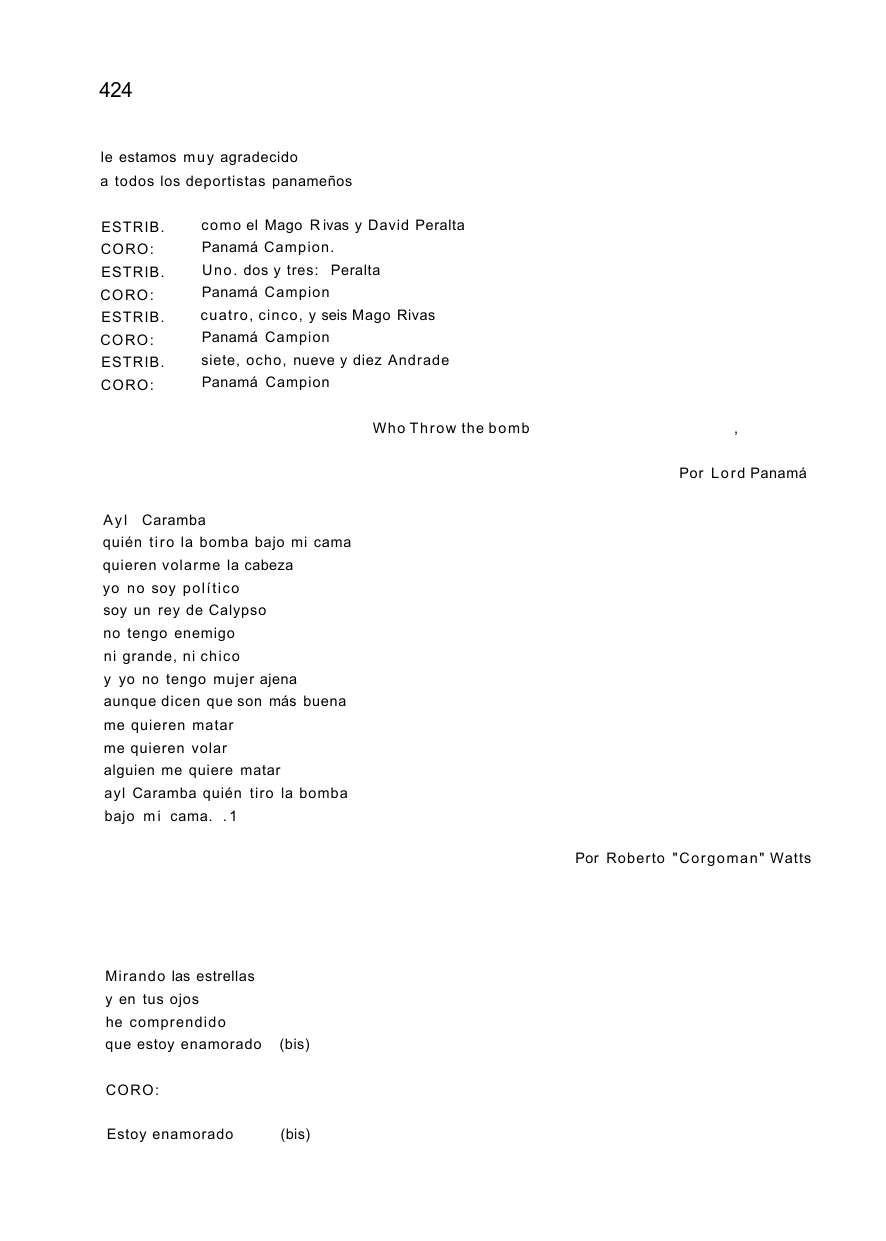 424
le estamos muy agradecido
a todos los deportistas panameños
ESTRIB. como el Mago Rivas y David Peralta
CORO: Panamá Campion.
ESTRIB. Uno. dos y tres: Peralta
CORO: Panamá Campion
ESTRIB. cuatro, cinco, y seis Mago Rivas
CORO: Panamá Campion
ESTRIB. siete, ocho, nueve y diez Andrade
CORO: Panamá Campion
Who Throw the bomb ,
Por Lord Panamá
Ayl Caramba
quién tiro la bomba bajo mi cama
quieren volarme la cabeza
yo no soy político
soy un rey de Calypso
no tengo enemigo
ni grande, ni chico
y yo no tengo mujer ajena
aunque dicen que son más buena
me quieren matar
me quieren volar
alguien me quiere matar
ayl Caramba quién tiro la bomba
bajo mi cama. .1
Por Roberto "Corgoman" Watts
Mirando las estrellas
y en tus ojos
he comprendido
que estoy enamorado (bis)
CORO:
Estoy enamorado (bis)